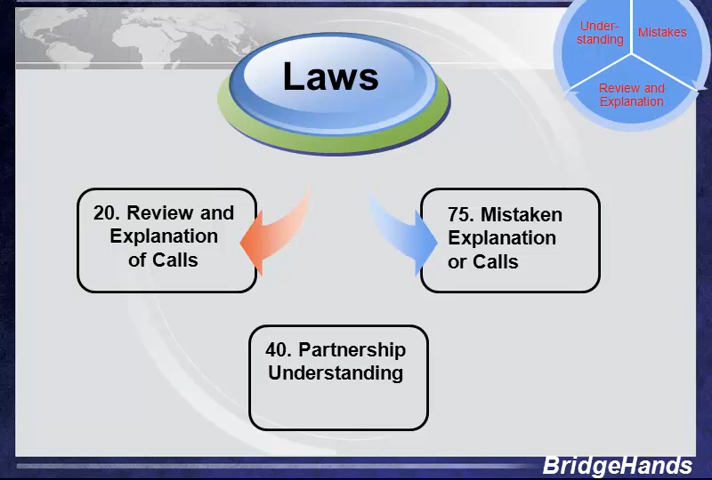 Under-
standing
Mistakes
Review and
Explanation
Laws
20. Review and
Explanation
of Calls
75. Mistaken
Explanation
or Calls
40. Partnership
Understanding
BridgeHands